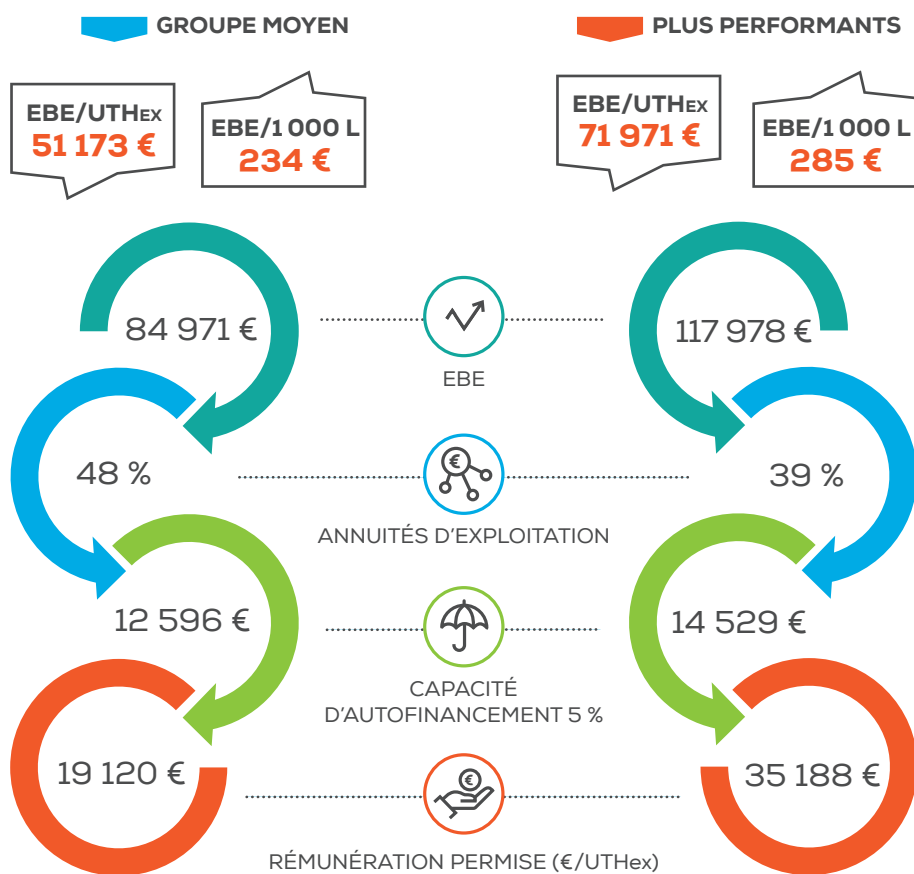 GROUPE MOYEN
PLUS PERFORMANTS
EBE/UTHEX
51 173 €
EBE/1 000 L
234 €
EBE/UTHEX
71 971 €
EBE/1 000 L
285 €
84 971 €
117 978 €
EBE
48 %
€
39 %
ANNUITÉS D'EXPLOITATION
12 596 €
14 529 €
CAPACITÉ
D'AUTOFINANCEMENT 5 %
19 120 €
€
35 188 €
RÉMUNÉRATION PERMISE (€/UTHex)